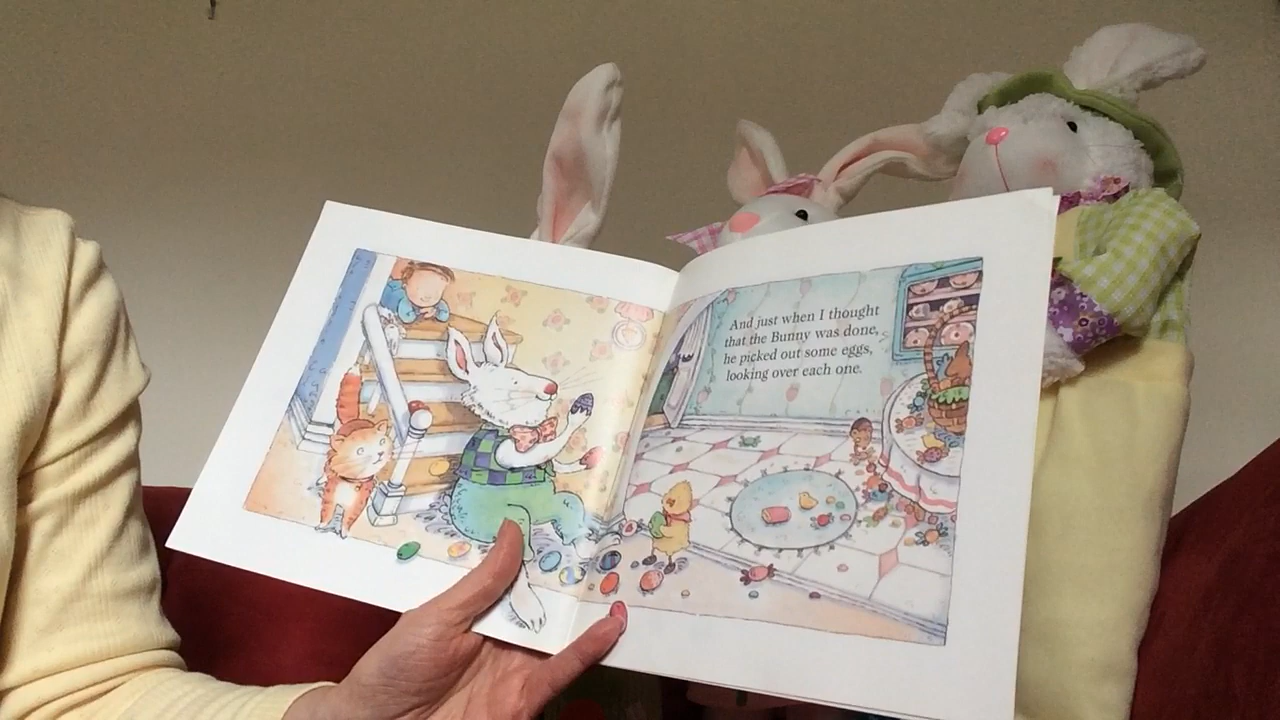 And just when I thought
that the Bunny was done,
he picked out some eggs,
looking over each one.